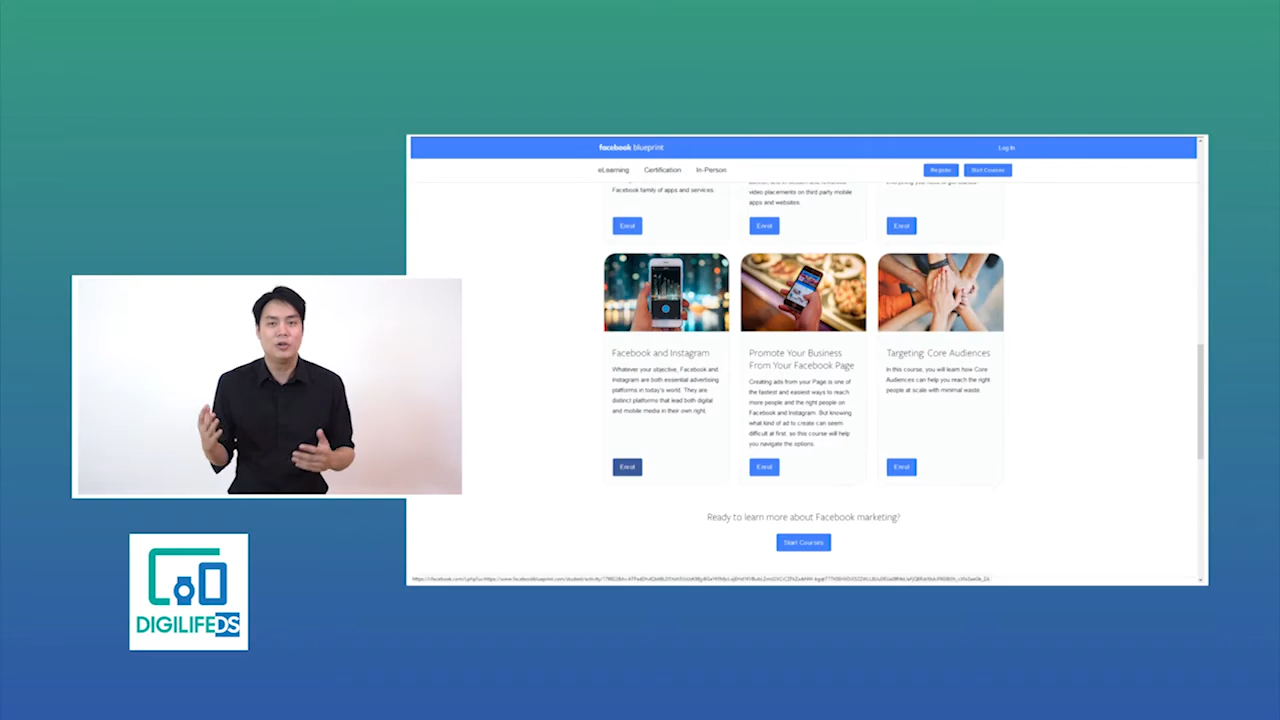 facebook blueprint
Log In
eLearning
Certification
In-Person
Register
Start Courses
Facebook family of apps and services.
video placements on third party mobile
apps and websites.
Enrol
Enrol
Enrol
Facebook and Instagram
Whatever your objective, Facebook and
Instagram are both essential advertising
platforms in today's world. They are
distinct platforms that lead both digital
and mobile media in their own right.
Enrol
Promote Your Business
From Your Facebook Page
Creating ads from your Page is one of
the fastest and easiest ways to reach
more people and the right people on
Facebook and Instagram. But knowing
what kind of ad to create can seem
difficult at first, so this course will help
you navigate the options.
Enrol
Targeting: Core Audiences
In this course, you will learn how Core
Audiences can help you reach the right
people at scale with minimal waste.
Enrol
Ready to learn more about Facebook marketing?
Start Courses
DIGILIFEDS